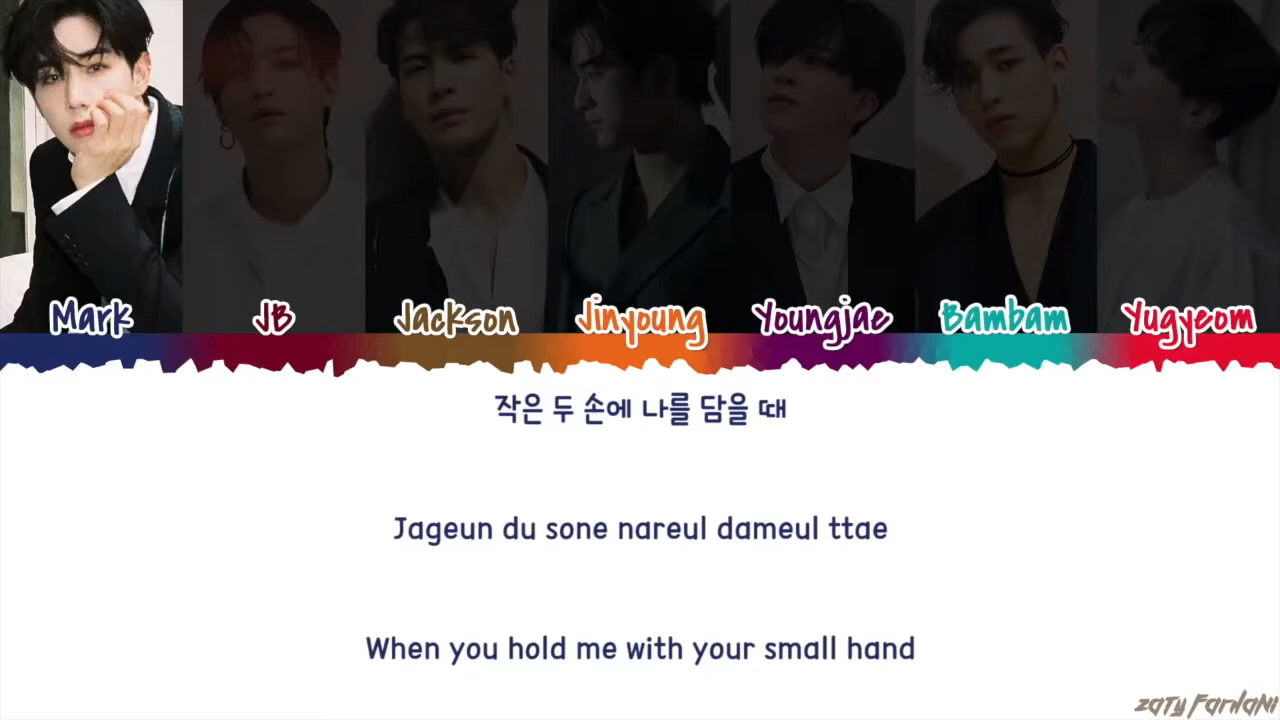 Mark JB Jackson Jinyoung Youngjae Bambam Yugyeom
작은 두 손에 나를 담을 때
Jageun du sone nareul dameul ttae
When you hold me with your small hand
ZATY FARHANI